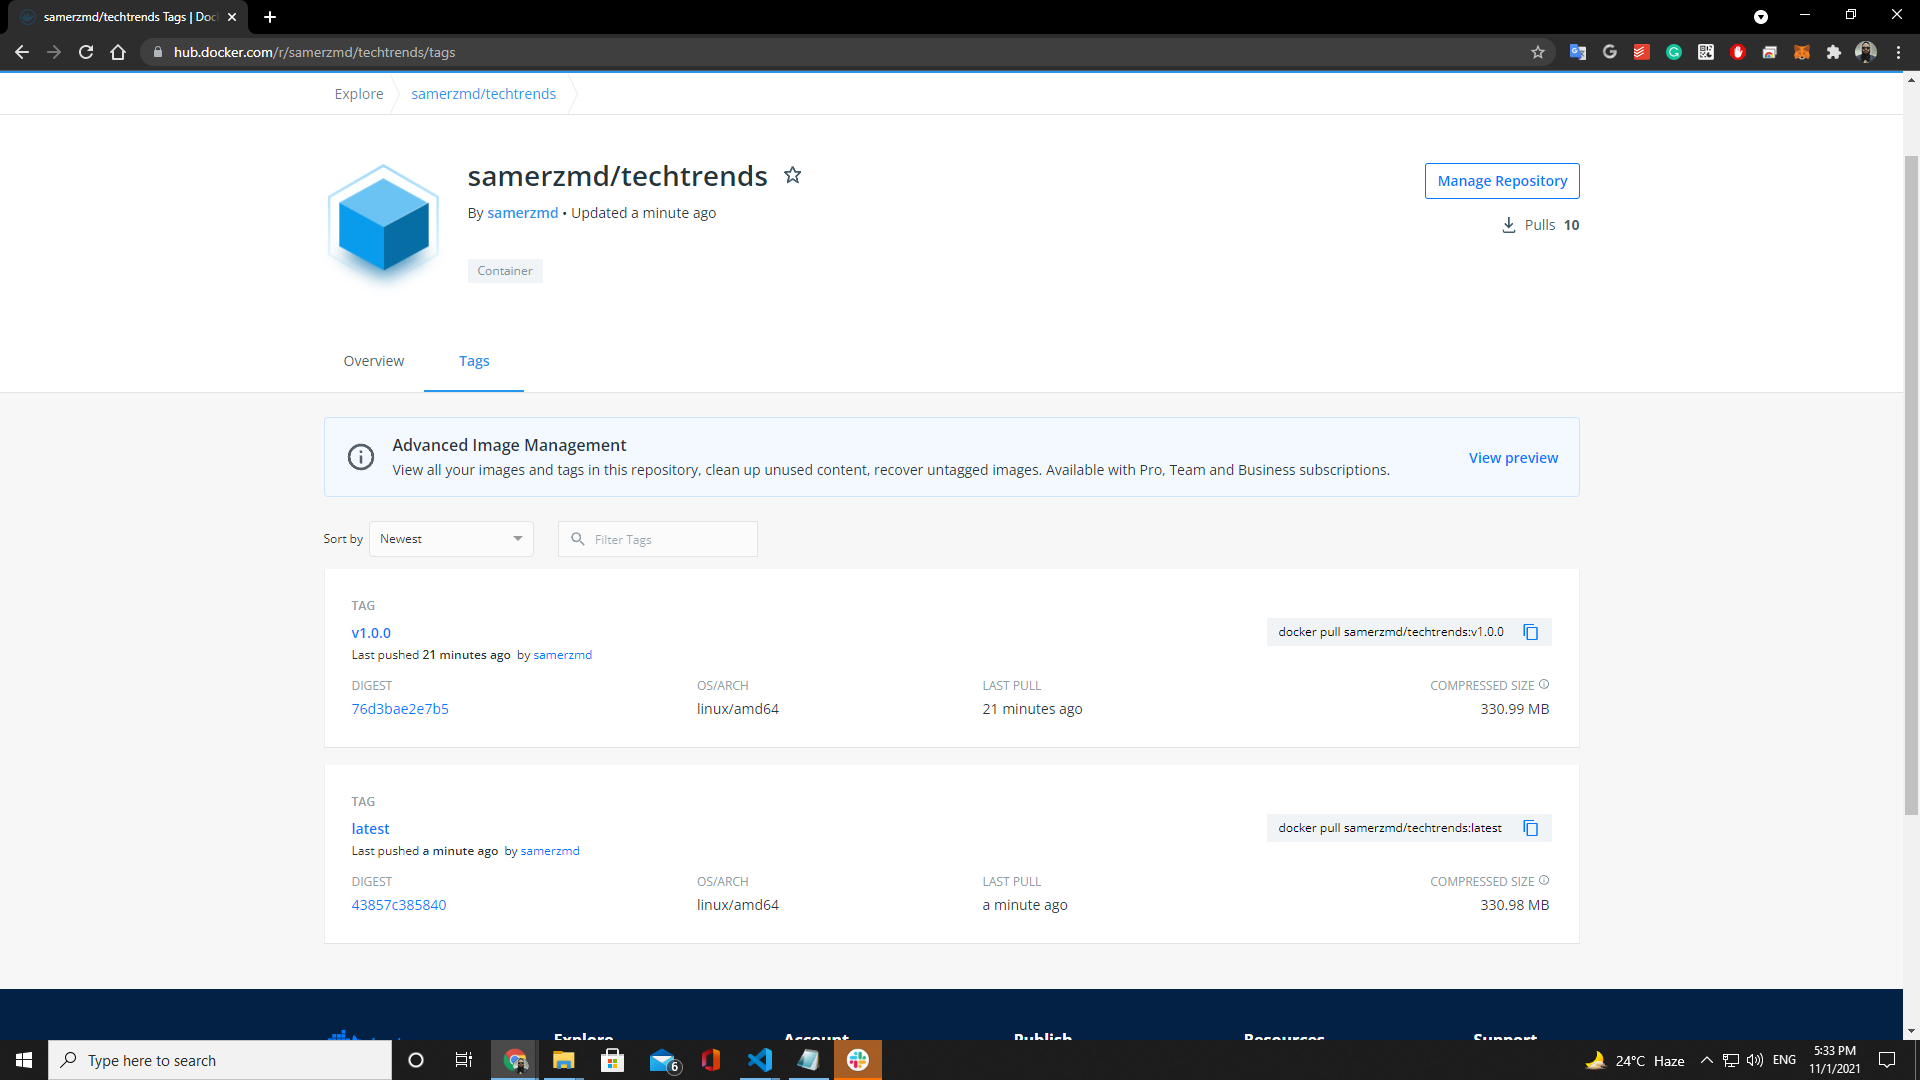 samerzmd/techtrends Tags | Doc
hub.docker.com/r/samerzmd/techtrends/tags
Explore
samerzmd/techtrends
samerzmd/techtrends
By samerzmd • Updated a minute ago
Container
Manage Repository
Pulls 10
Overview
Tags
Advanced Image Management
View all your images and tags in this repository, clean up unused content, recover untagged images. Available with Pro, Team and Business subscriptions.
View preview
Sort by
Newest
Filter Tags
TAG
v1.0.0
Last pushed 21 minutes ago by samerzmd
docker pull samerzmd/techtrends:v1.0.0
DIGEST
OS/ARCH
LAST PULL
COMPRESSED SIZE
76d3bae2e7b5
linux/amd64
21 minutes ago
330.99 MB
TAG
latest
Last pushed a minute ago by samerzmd
docker pull samerzmd/techtrends:latest
DIGEST
OS/ARCH
LAST PULL
COMPRESSED SIZE
43857c385840
linux/amd64
a minute ago
330.98 MB
Explore
Account
Publish
Resources
Support
Type here to search
6
24°C Haze
ENG
5:33 PM
11/1/2021